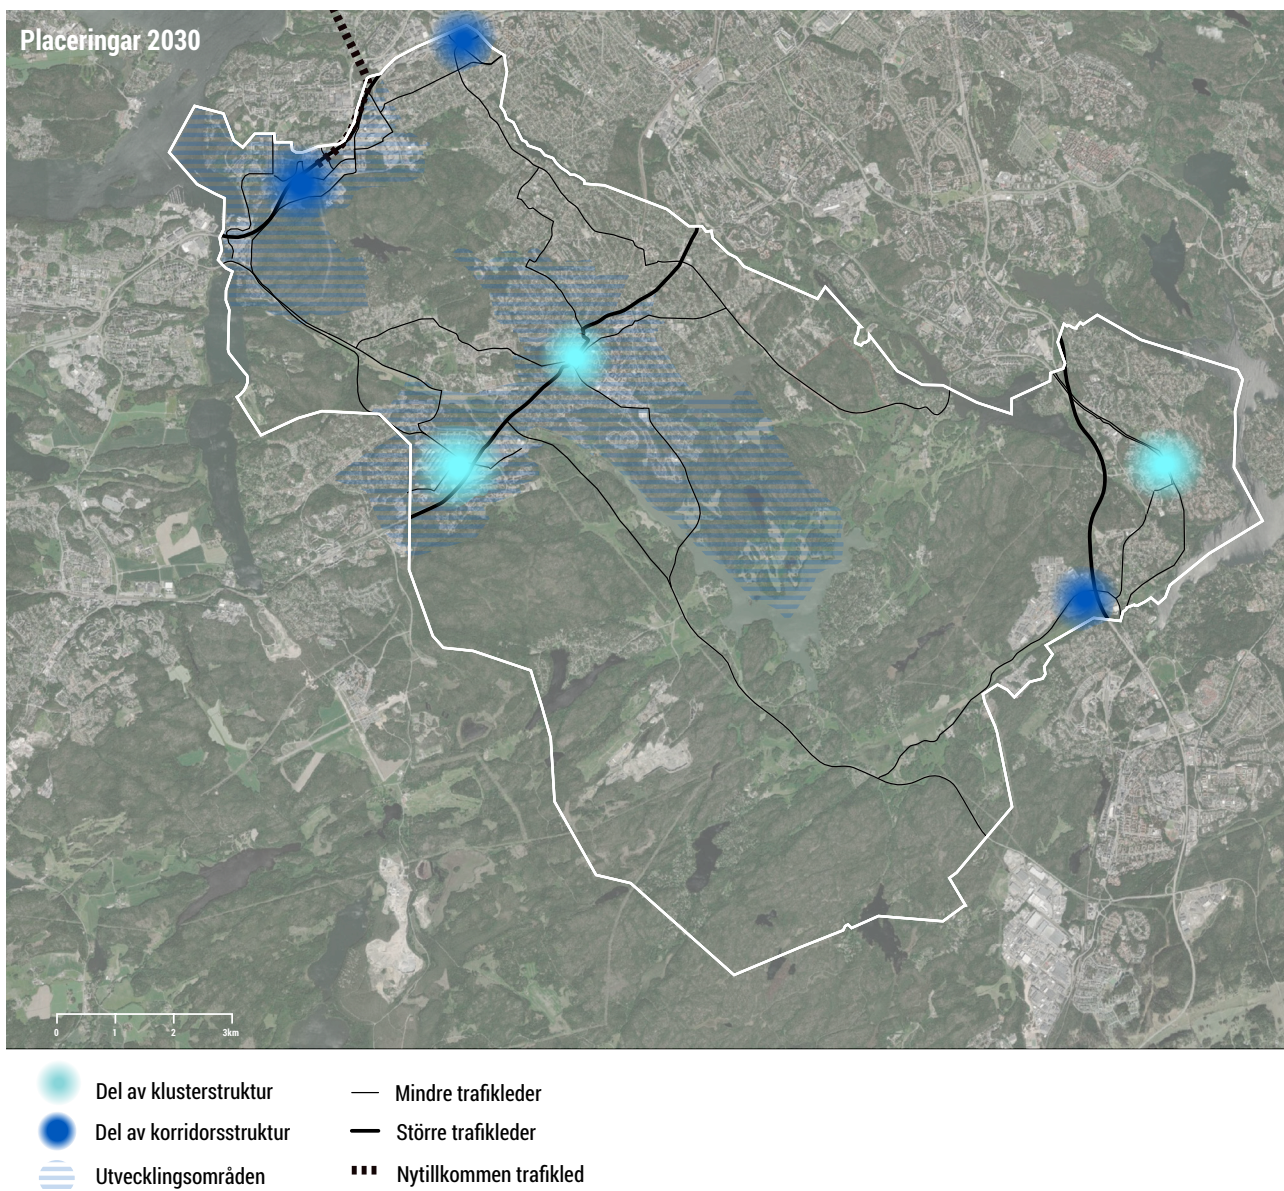 Placeringar 2030
0 1 2 3km
Del av klusterstruktur
Mindre trafikleder
Del av korridorsstruktur
Större trafikleder
Utvecklingsområden
Nytillkommen trafikled